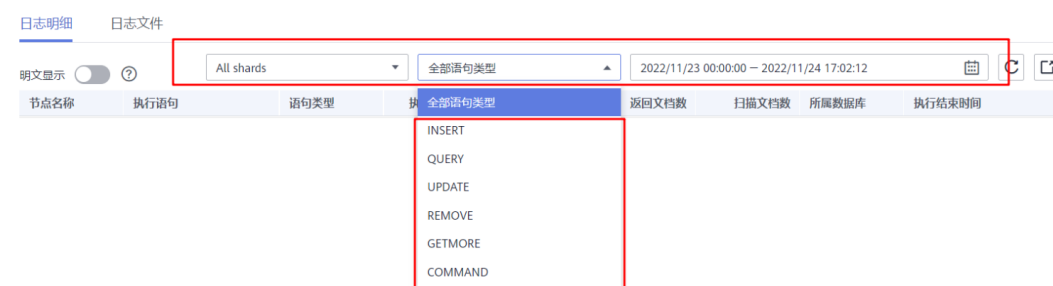 日志明细 日志文件
明文显示 All shards 全部语句类型 2022/11/23 00:00:00 – 2022/11/24 17:02:12
节点名称 执行语句 语句类型 全部语句类型 返回文档数 扫描文档数 所属数据库 执行结束时间
INSERT
QUERY
UPDATE
REMOVE
GETMORE
COMMAND